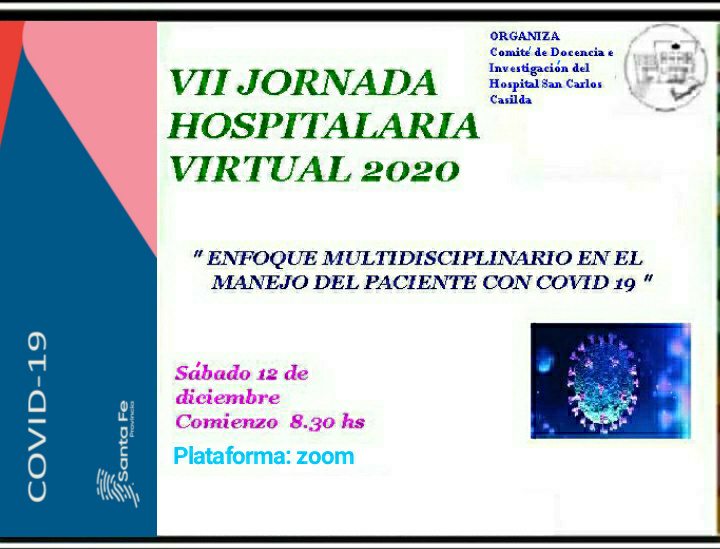 ORGANIZA
Comité de Docencia e
Investigación del
Hospital San Carlos
Casilda
VII JORNADA
HOSPITALARIA
VIRTUAL 2020
" ENFOQUE MULTIDISCIPLINARIO EN EL
MANEJO DEL PACIENTE CON COVID 19 "
Sábado 12 de
diciembre
Comienzo 8.30 hs
Plataforma: zoom
COVID-19
Santa Fe
Provincia